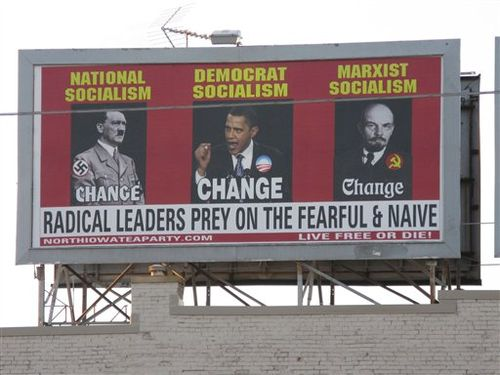 NATIONAL
SOCIALISM
DEMOCRAT
SOCIALISM
MARXIST
SOCIALISM
CHANGE
CHANGE
Change
RADICAL LEADERS PREY ON THE FEARFUL & NAIVE
NORTHIOWATEAPARTY.COM
LIVE FREE OR DIE!